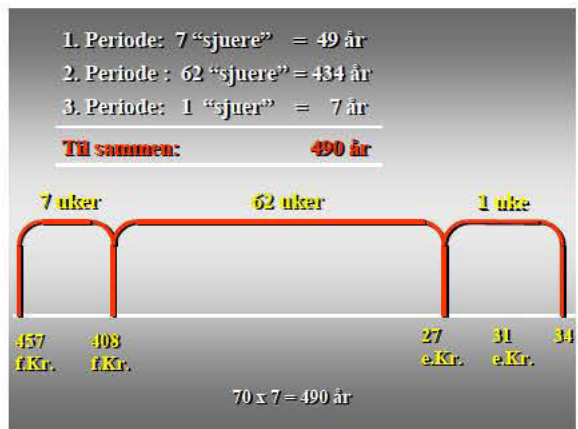 1. Periode: 7 “sjuere” = 49 år
2. Periode : 62 “sjuere” = 434 år
3. Periode: 1 “sjuer” = 7 år
Til sammen: 490 år
7 uker 62 uker 1 uke
457 408 27 31 34
f.Kr. f.Kr. e.Kr. e.Kr.
70 x 7 = 490 år